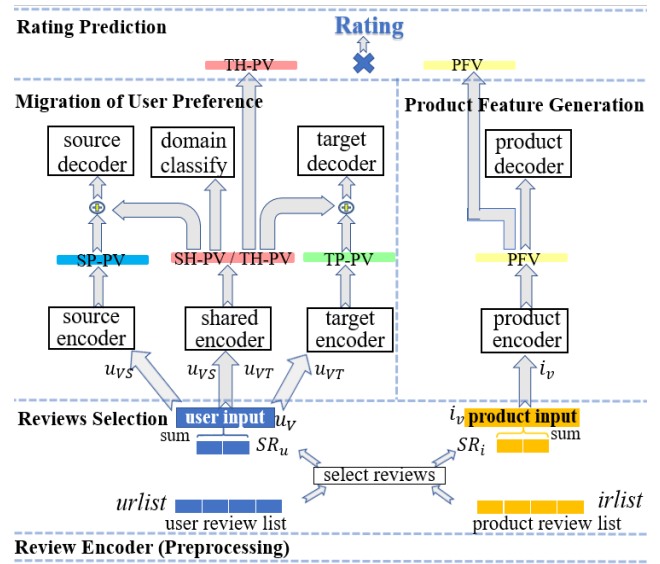 Rating Prediction
Rating
TH-PV
PFV
Migration of User Preference
Product Feature Generation
source decoder
domain classify
target decoder
product decoder
SP-PV
SH-PV / TH-PV
TP-PV
PFV
source encoder
shared encoder
target encoder
product encoder
u_VS
u_VS
u_VT
u_VT
i_v
Reviews Selection
user input
u_V
i_v
product input
sum
SR_u
SR_i
sum
select reviews
urlist
irlist
user review list
product review list
Review Encoder (Preprocessing)